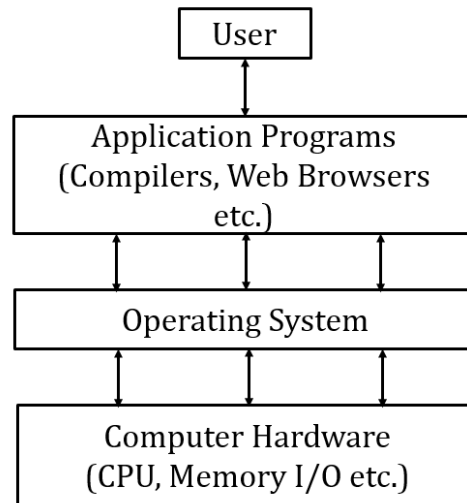 User
Application Programs
(Compilers, Web Browsers
etc.)
Operating System
Computer Hardware
(CPU, Memory I/O etc.)